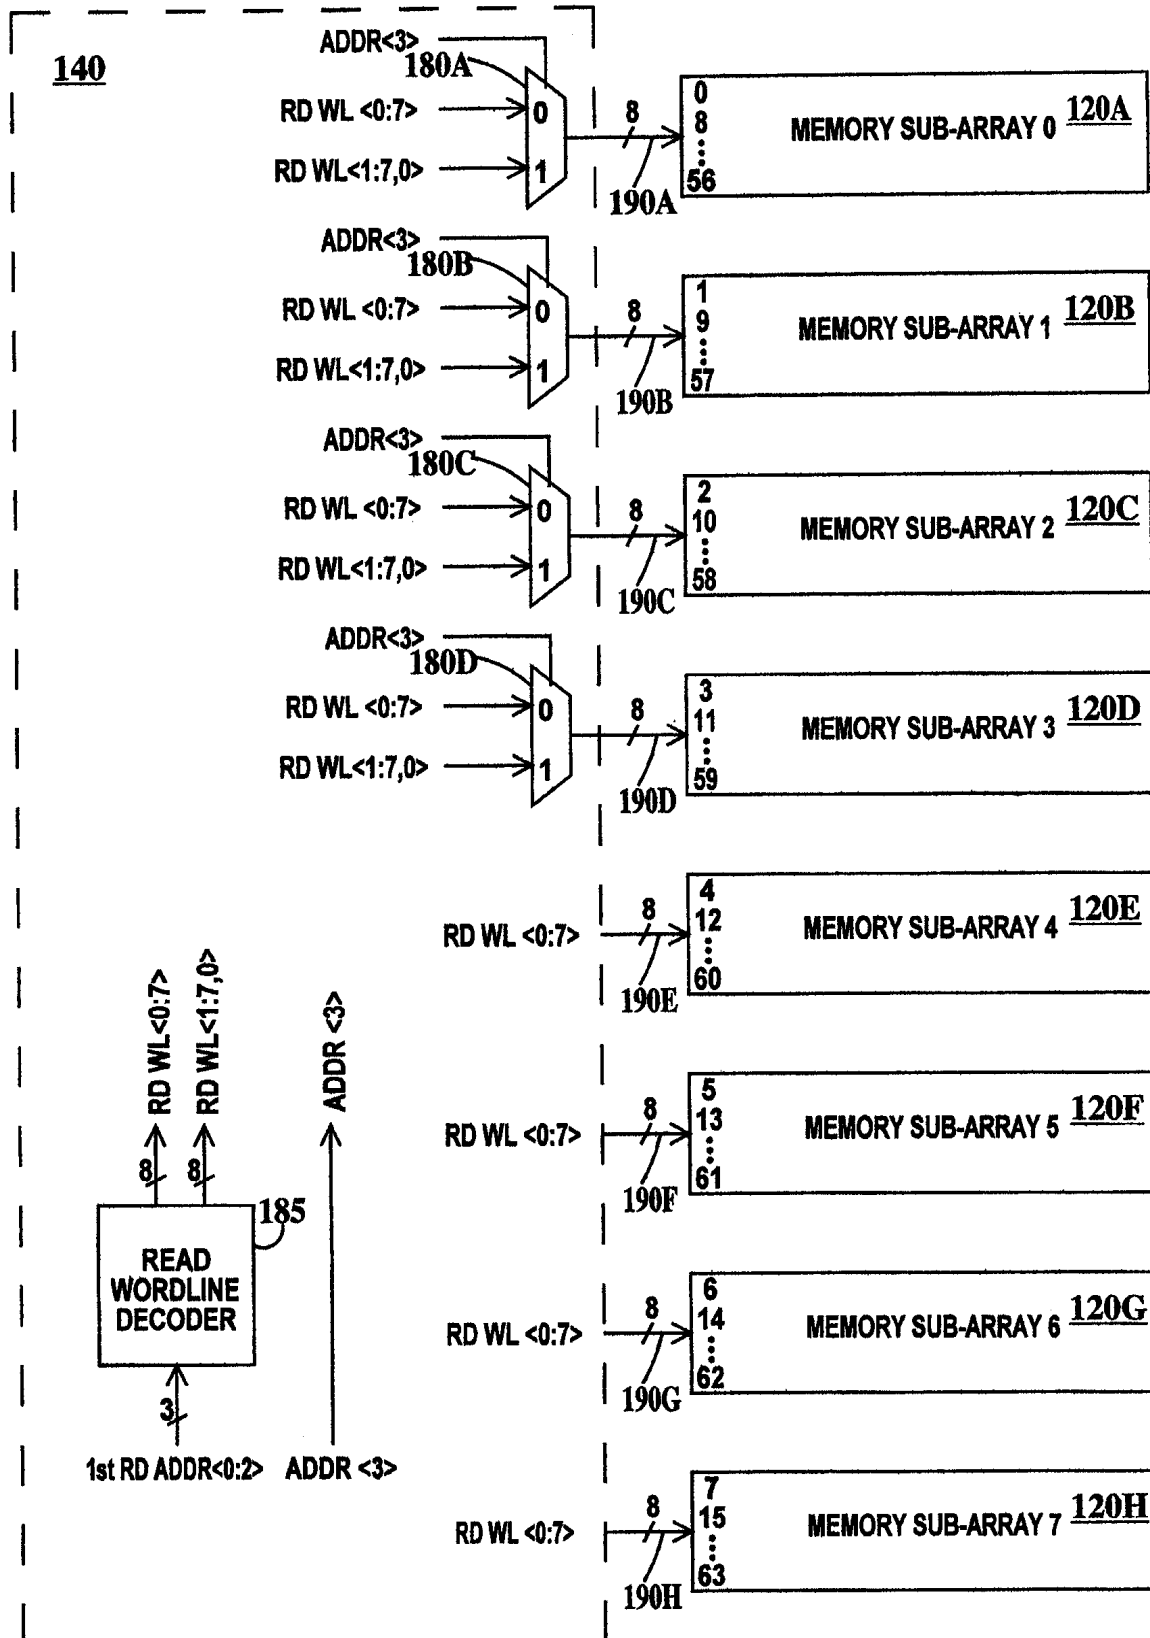 140
ADDR<3>
180A
RD WL <0:7>
0
RD WL<1:7,0>
1
8
190A
0
8
56
MEMORY SUB-ARRAY 0
120A
ADDR<3>
180B
RD WL <0:7>
0
RD WL<1:7,0>
1
8
190B
1
9
57
MEMORY SUB-ARRAY 1
120B
ADDR<3>
180C
RD WL <0:7>
0
RD WL<1:7,0>
1
8
190C
2
10
58
MEMORY SUB-ARRAY 2
120C
ADDR<3>
180D
RD WL <0:7>
0
RD WL<1:7,0>
1
8
190D
3
11
59
MEMORY SUB-ARRAY 3
120D
RD WL <0:7>
8
190E
4
12
60
MEMORY SUB-ARRAY 4
120E
RD WL <0:7>
8
190F
5
13
61
MEMORY SUB-ARRAY 5
120F
RD WL <0:7>
8
190G
6
14
62
MEMORY SUB-ARRAY 6
120G
RD WL <0:7>
8
190H
7
15
63
MEMORY SUB-ARRAY 7
120H
RD WL<0:7>
RD WL<1:7,0>
ADDR <3>
8
8
185
READ
WORDLINE
DECODER
3
1st RD ADDR<0:2>
ADDR <3>